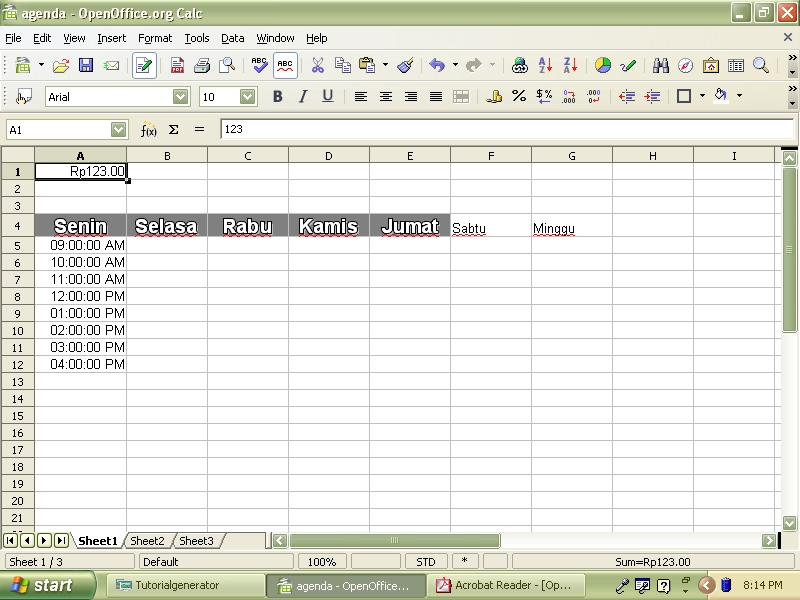 agenda - OpenOffice.org Calc
File Edit View Insert Format Tools Data Window Help
ABC ABC
Arial 10 B I U
A1 f(x) Σ = 123
A B C D E F G H I
1 Rp123.00
2
3
4 Senin Selasa Rabu Kamis Jumat Sabtu Minggu
5 09:00:00 AM
6 10:00:00 AM
7 11:00:00 AM
8 12:00:00 PM
9 01:00:00 PM
10 02:00:00 PM
11 03:00:00 PM
12 04:00:00 PM
13
14
15
16
17
18
19
20
21
Sheet1 Sheet2 Sheet3
Sheet 1 / 3 Default 100% STD * Sum=Rp123.00
start Tutorialgenerator agenda - OpenOffice... Acrobat Reader - [Op... 8:14 PM